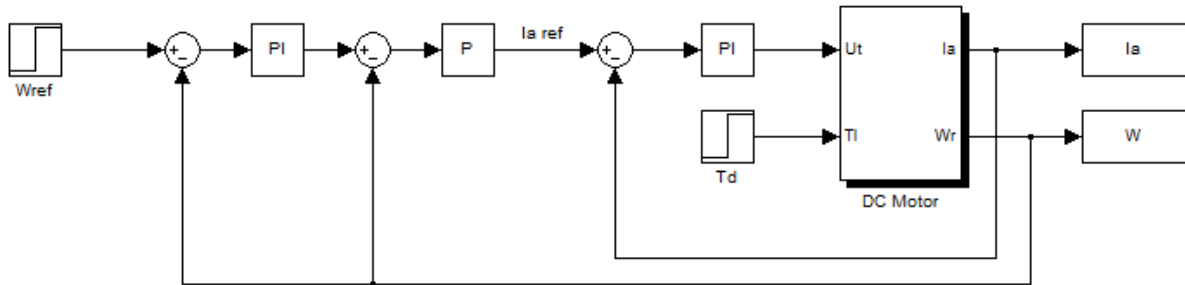 Wref
PI
P
Ia ref
PI
Ut
Ia
Ia
Tl
Wr
W
Td
DC Motor